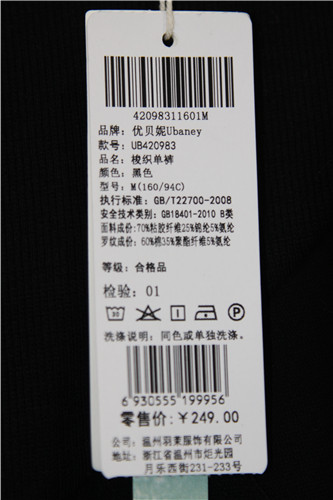 42098311601M
品牌: 优贝妮Ubaney
款号: UB420983
品名: 梭织单裤
颜色: 黑色
型号: M(160/94C)
执行标准: GB/T22700-2008
安全技术类别: GB18401-2010 B类
面料成份: 70%粘胶纤维25%锦纶5%氨纶
罗纹成份: 60%棉35%聚酯纤维5%氨纶
等级: 合格品
检验: 01
洗涤说明: 同色或单独洗涤.
6 930555 199956
零售价: ¥249.00
公司: 温州羽莱服饰有限公司
地址: 浙江省温州市炬光园
月乐西街231-233号